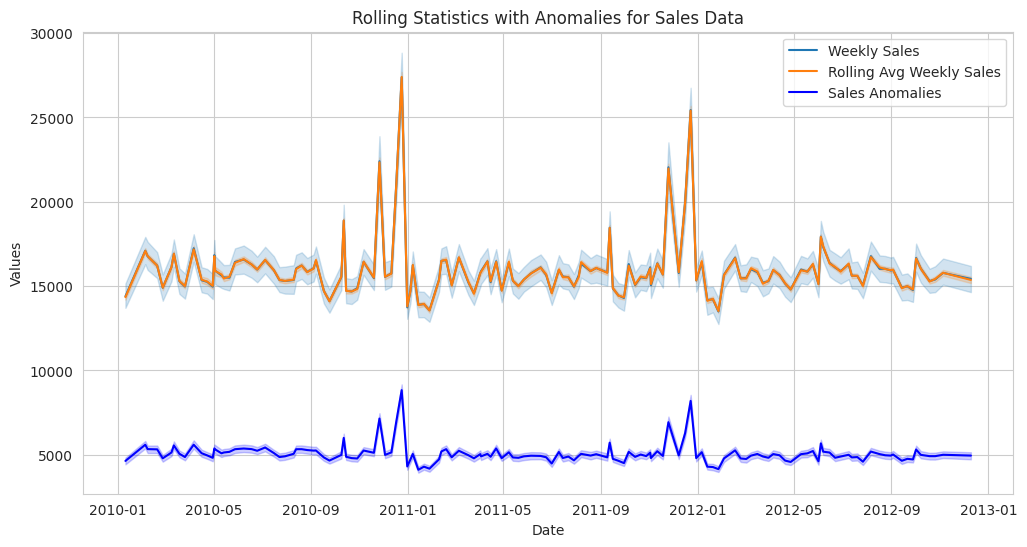 Rolling Statistics with Anomalies for Sales Data
Values
30000
25000
20000
15000
10000
5000
Weekly Sales
Rolling Avg Weekly Sales
Sales Anomalies
2010-01 2010-05 2010-09 2011-01 2011-05 2011-09 2012-01 2012-05 2012-09 2013-01
Date